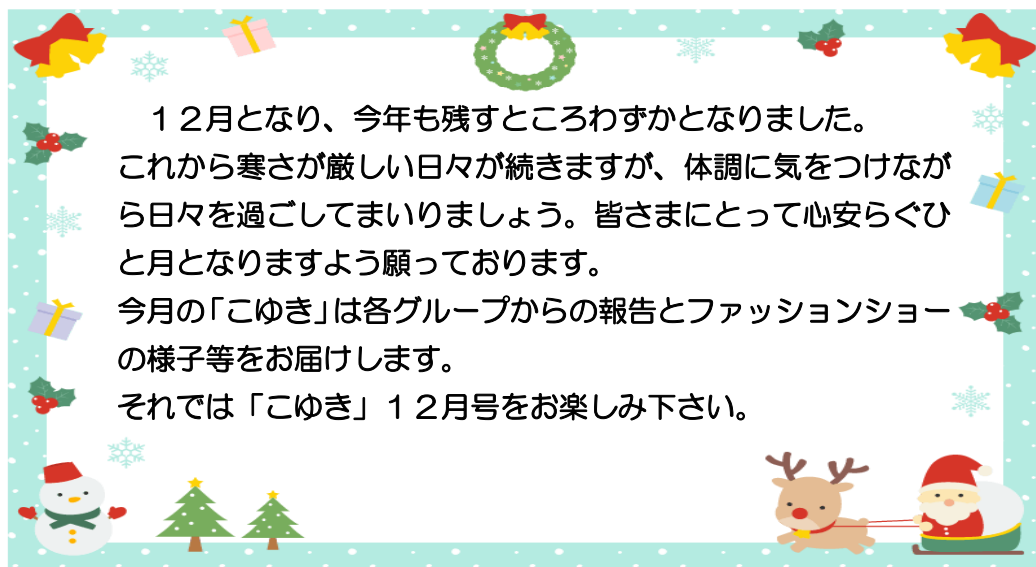 １２月となり、今年も残すところわずかとなりました。
これから寒さが厳しい日々が続きますが、体調に気をつけなが
ら日々を過ごしてまいりましょう。皆さまにとって心安らぐひ
と月となりますよう願っております。
今月の「こゆき」は各グループからの報告とファッションショー
の様子等をお届けします。
それでは「こゆき」１２月号をお楽しみ下さい。